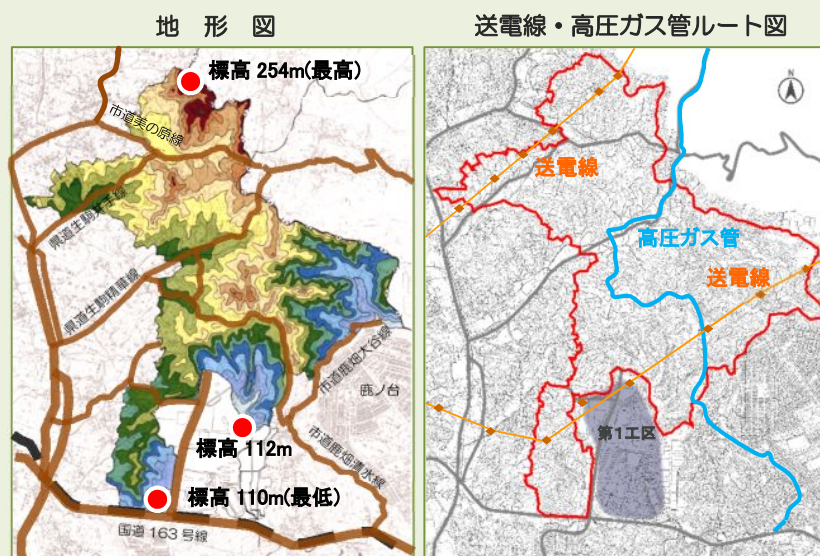 地 形 図
標高 254m(最高)
市道美の原線
県道生駒井手線
県道生駒精華線
市道鹿畑大谷線
鹿ノ台
市道鹿畑清水線
標高 112m
標高 110m(最低)
国道 163 号線
送電線・高圧ガス管ルート図
N
送電線
高圧ガス管
送電線
第1工区